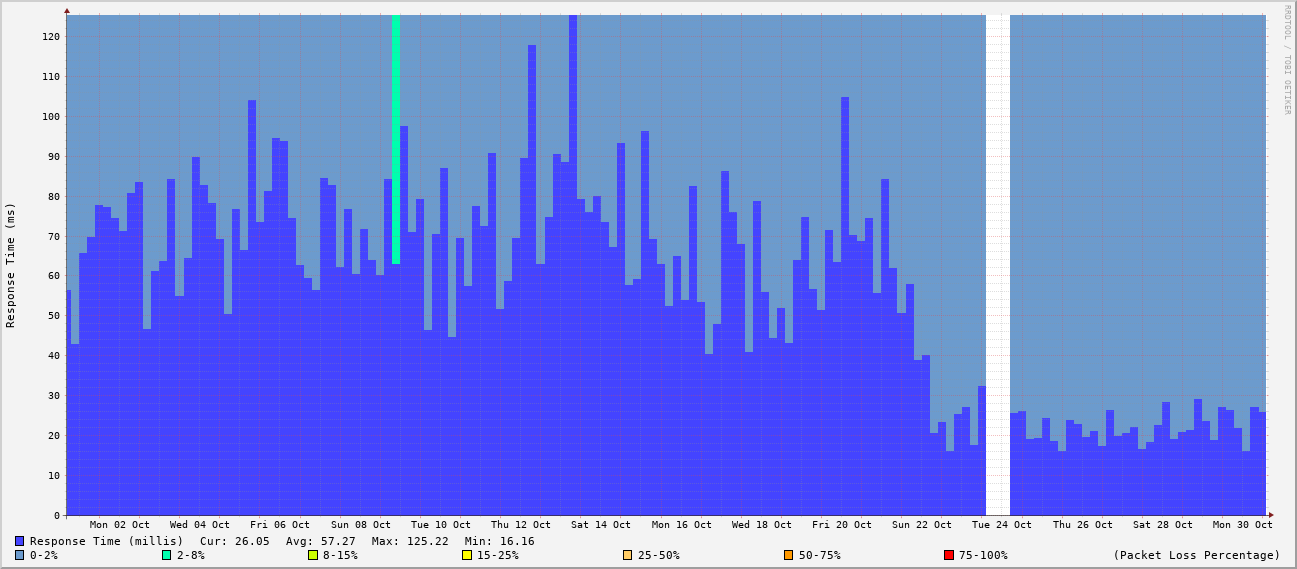 RRDTOOL / TOBI OETIKER
Response Time (ms)
120
110
100
90
80
70
60
50
40
30
20
10
0
Mon 02 Oct Wed 04 Oct Fri 06 Oct Sun 08 Oct Tue 10 Oct Thu 12 Oct Sat 14 Oct Mon 16 Oct Wed 18 Oct Fri 20 Oct Sun 22 Oct Tue 24 Oct Thu 26 Oct Sat 28 Oct Mon 30 Oct
Response Time (millis) Cur: 26.05 Avg: 57.27 Max: 125.22 Min: 16.16
0-2% 2-8% 8-15% 15-25% 25-50% 50-75% 75-100% (Packet Loss Percentage)